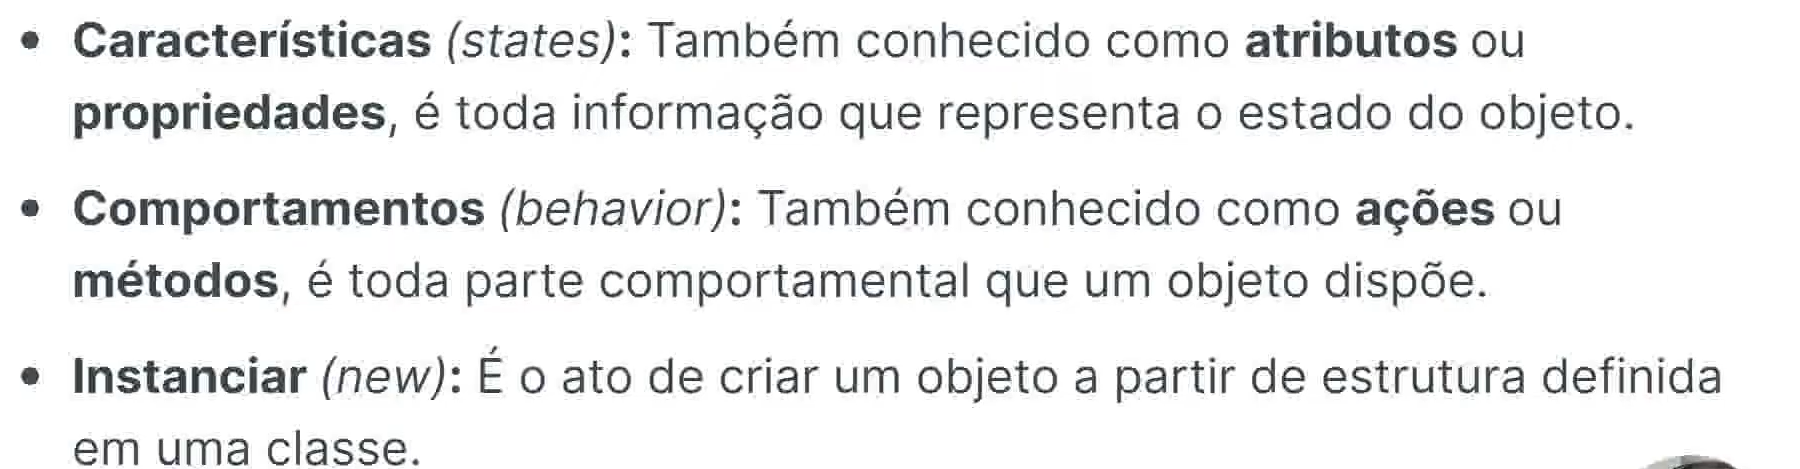 • Características (states): Também conhecido como atributos ou
propriedades, é toda informação que representa o estado do objeto.
• Comportamentos (behavior): Também conhecido como ações ou
métodos, é toda parte comportamental que um objeto dispõe.
• Instanciar (new): É o ato de criar um objeto a partir de estrutura definida
em uma classe.